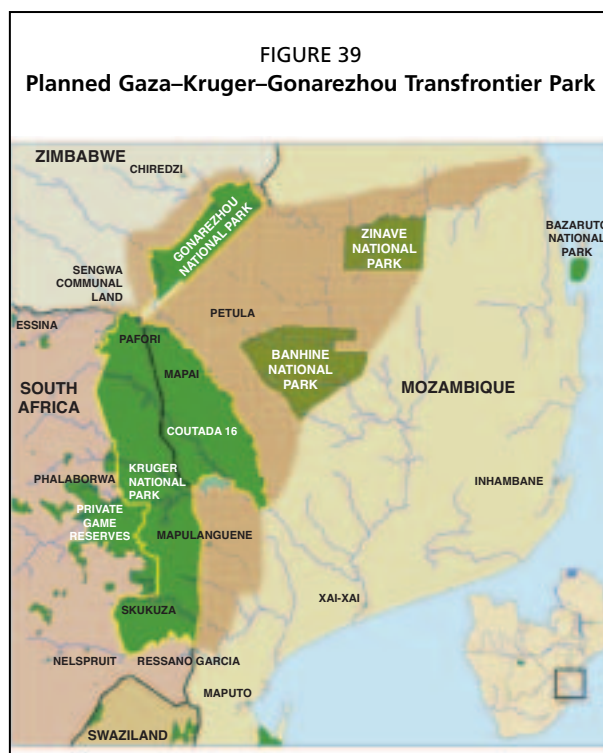 FIGURE 39
Planned Gaza–Kruger–Gonarezhou Transfrontier Park
ZIMBABWE
CHIREDZI
GONAREZHOU
NATIONAL PARK
ZINAVE
NATIONAL
PARK
BAZARUTO
NATIONAL
PARK
SENGWA
COMMUNAL
LAND
ESSINA
PAFORI
PETULA
MAPAI
BANHINE
NATIONAL
PARK
SOUTH
AFRICA
MOZAMBIQUE
COUTADA 16
PHALABORWA
KRUGER
NATIONAL
PARK
INHAMBANE
PRIVATE
GAME
RESERVES
MAPULANGUENE
SKUKUZA
XAI-XAI
NELSPRUIT
RESSANO GARCIA
MAPUTO
SWAZILAND